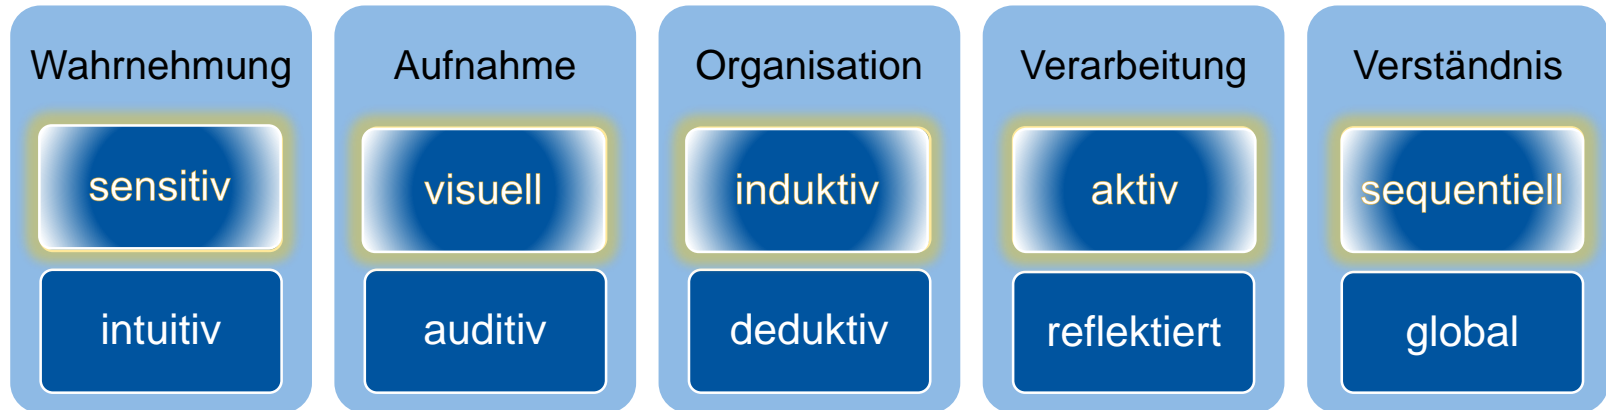 Wahrnehmung
sensitiv
intuitiv
Aufnahme
visuell
auditiv
Organisation
induktiv
deduktiv
Verarbeitung
aktiv
reflektiert
Verständnis
sequentiell
global